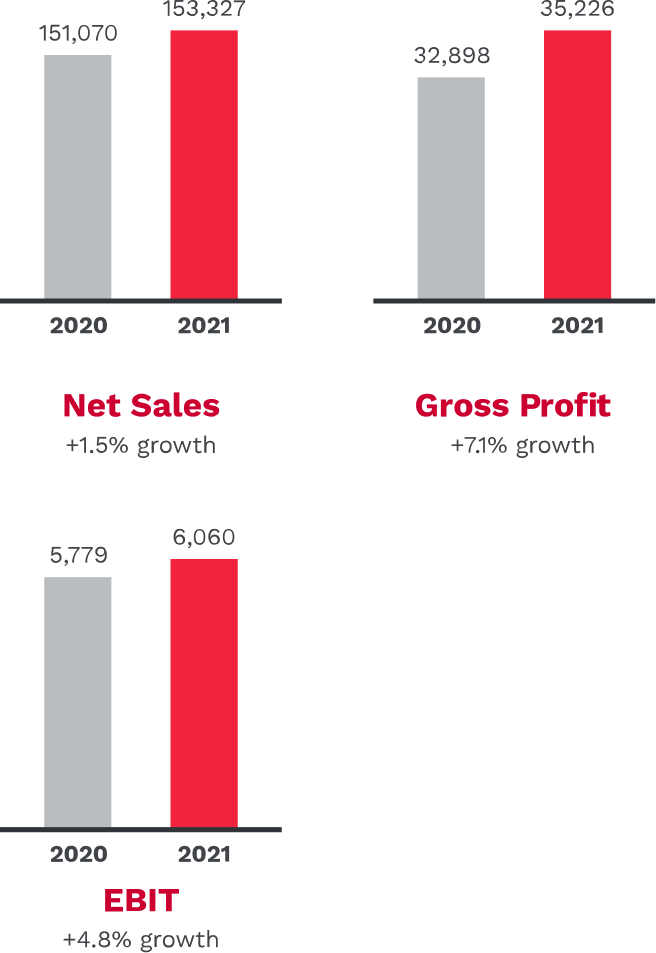 151,070 153,327
2020 2021
Net Sales
+1.5% growth
32,898 35,226
2020 2021
Gross Profit
+7.1% growth
5,779 6,060
2020 2021
EBIT
+4.8% growth